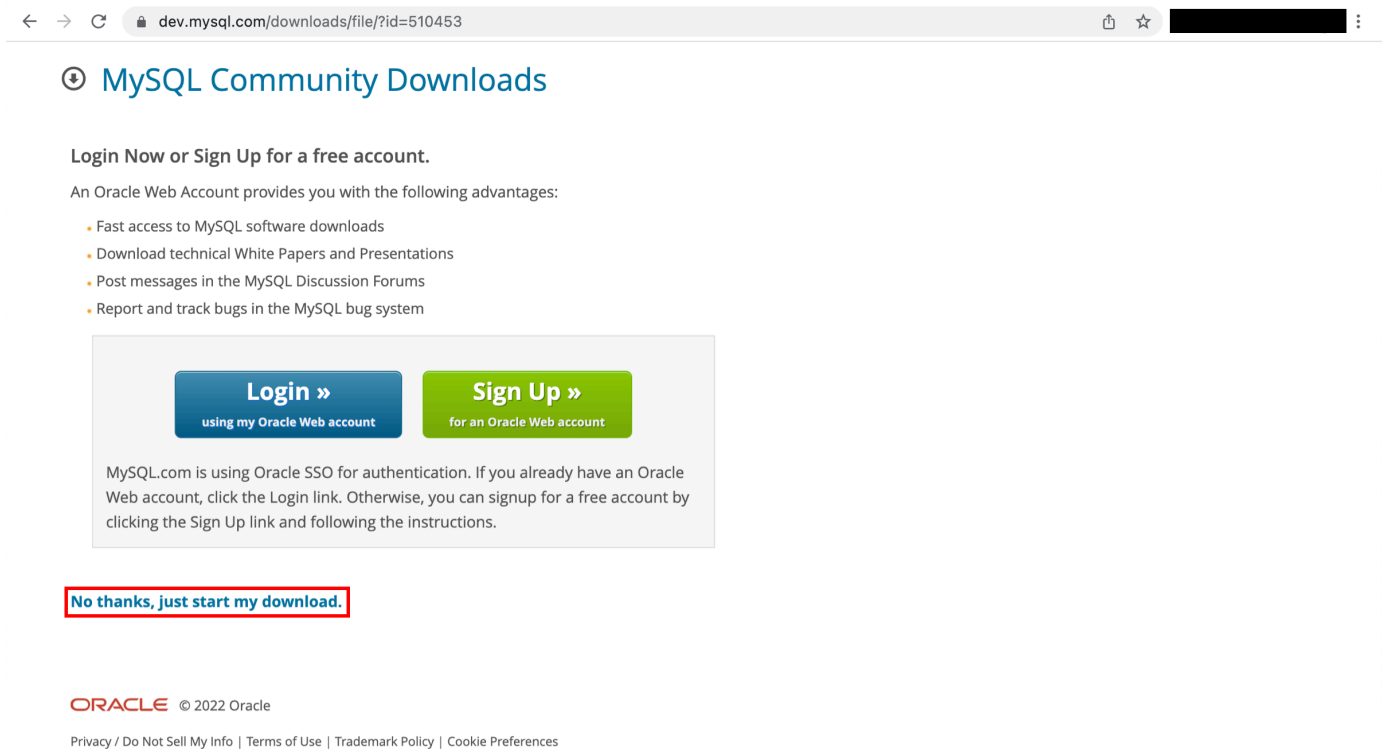 dev.mysql.com/downloads/file/?id=510453
MySQL Community Downloads
Login Now or Sign Up for a free account.
An Oracle Web Account provides you with the following advantages:
Fast access to MySQL software downloads
Download technical White Papers and Presentations
Post messages in the MySQL Discussion Forums
Report and track bugs in the MySQL bug system
Login »
using my Oracle Web account
Sign Up »
for an Oracle Web account
MySQL.com is using Oracle SSO for authentication. If you already have an Oracle
Web account, click the Login link. Otherwise, you can signup for a free account by
clicking the Sign Up link and following the instructions.
No thanks, just start my download.
ORACLE © 2022 Oracle
Privacy / Do Not Sell My Info | Terms of Use | Trademark Policy | Cookie Preferences